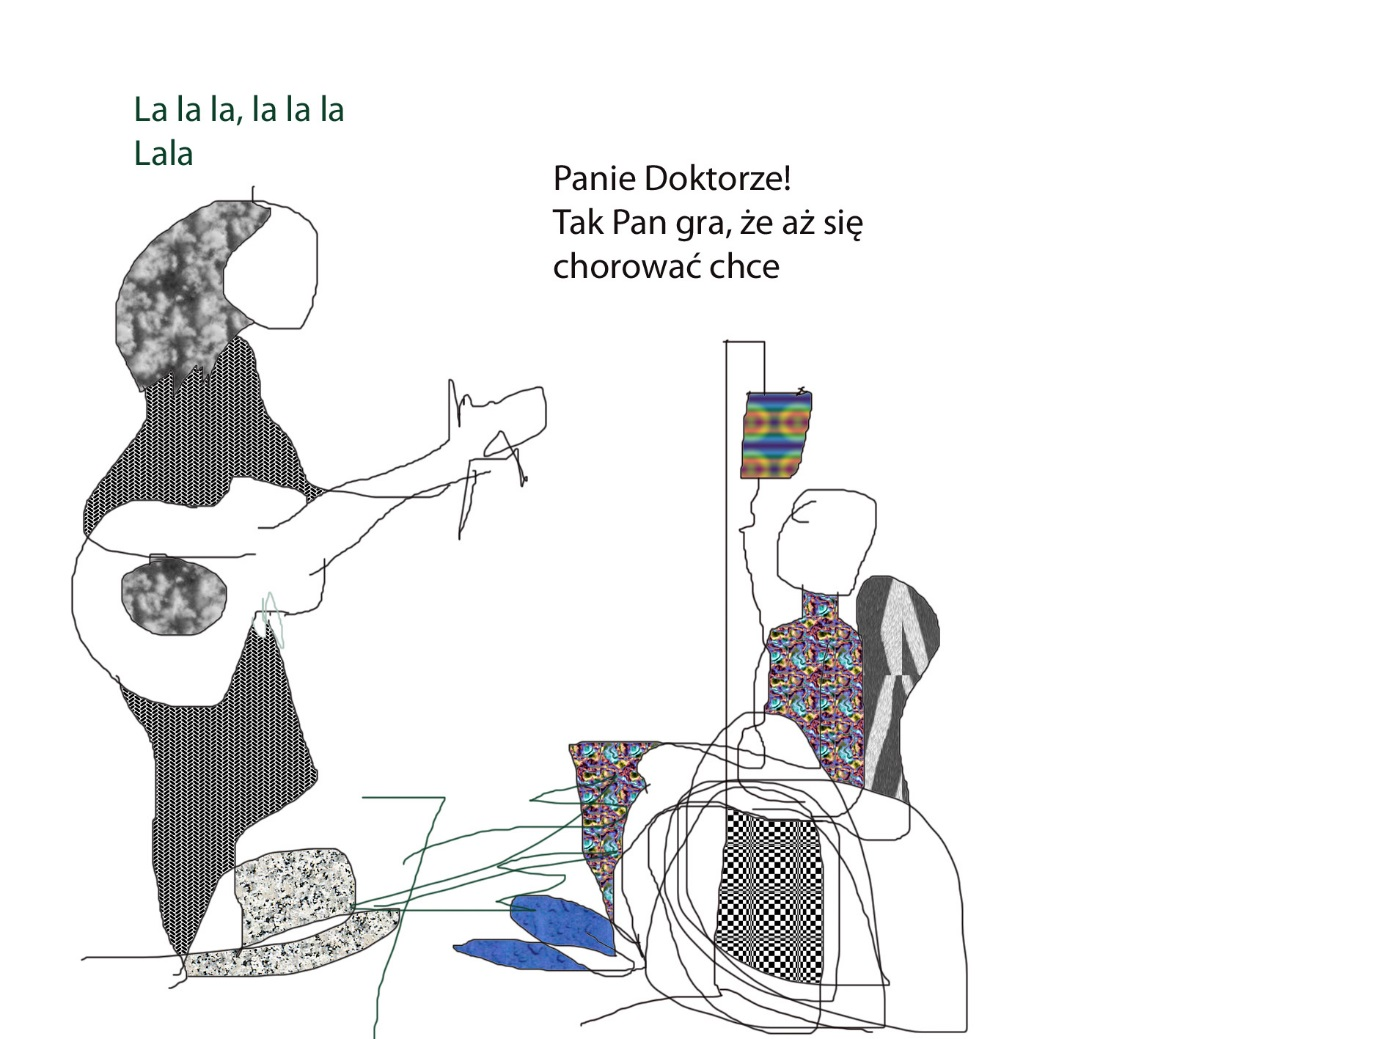 La la la, la la la
Lala
Panie Doktorze!
Tak Pan gra, że aż się
chorować chce